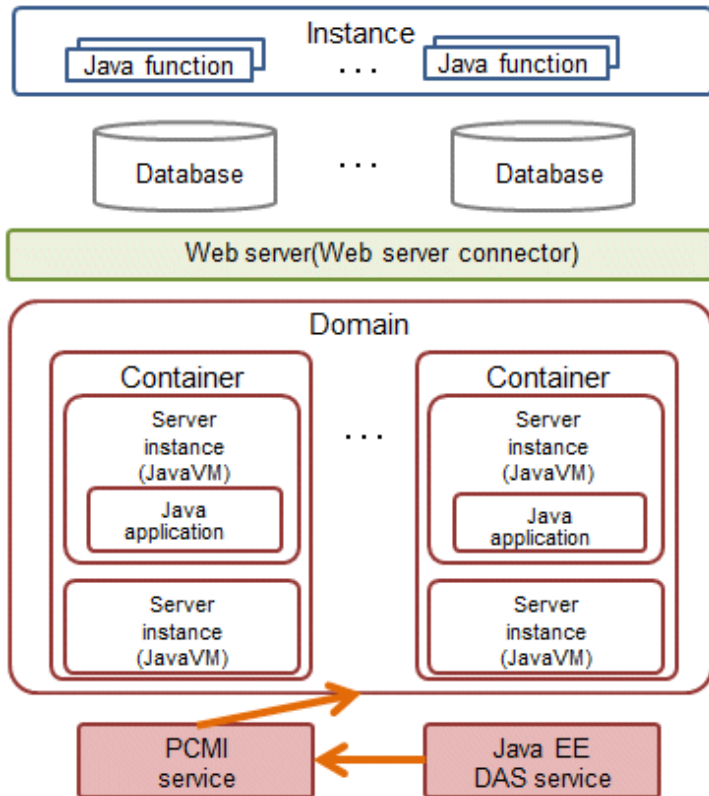 Instance
Java function
. . .
Java function
Database
. . .
Database
Web server(Web server connector)
Domain
Container
Server
instance
(JavaVM)
Java
application
Server
instance
(JavaVM)
. . .
Container
Server
instance
(JavaVM)
Java
application
Server
instance
(JavaVM)
PCMI
service
Java EE
DAS service